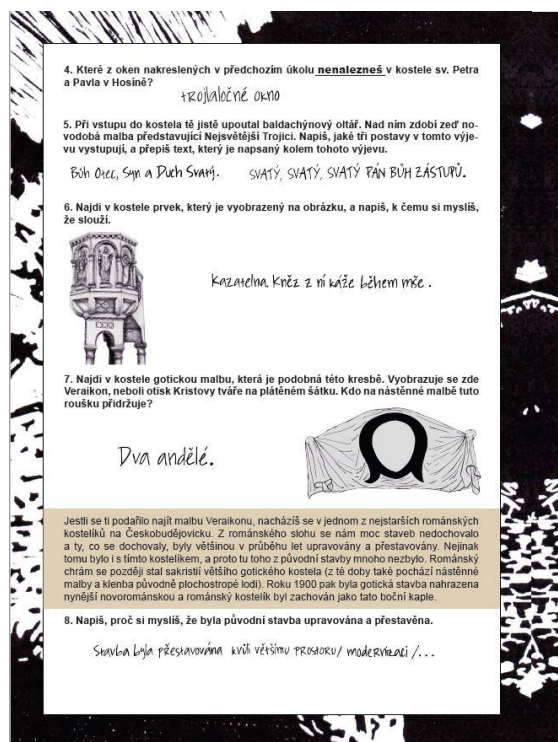 4. Které z oken nakreslených v předchozím úkolu nenalezneš v kostele sv. Petra
a Pavla v Hosíně?
trojlaločné okno
5. Při vstupu do kostela tě jistě upoutal baldachýnový oltář. Nad ním zdobí zeď no-
vodobá malba představující Nejsvětější Trojici. Napiš, jaké tři postavy v tomto výje-
vu vystupují, a přepiš text, který je napsaný kolem tohoto výjevu.
Bůh Otec, Syn a Duch Svatý. SVATÝ, SVATÝ, SVATÝ PÁN BŮH ZÁSTUPŮ.
6. Najdi v kostele prvek, který je vyobrazený na obrázku, a napiš, k čemu si myslíš,
že slouží.
Kazatelna. Kněz z ní káže během mše.
7. Najdi v kostele gotickou malbu, která je podobná této kresbě. Vyobrazuje se zde
Veraikon, neboli otisk Kristovy tváře na plátěném šátku. Kdo na nástěnné malbě tuto
roušku přidržuje?
Dva andělé.
Jestli se ti podařilo najít malbu Veraikonu, nacházíš se v jednom z nejstarších románských
kostelíků na Českobudějovicku. Z románského slohu se nám moc staveb nedochovalo
a ty, co se dochovaly, byly většinou v průběhu let upravovány a přestavovány. Nejinak
tomu bylo i s tímto kostelíkem, a proto tu toho z původní stavby mnoho nezbylo. Románský
chrám se později stal sakristií většího gotického kostela (z té doby také pochází nástěnné
malby a klenba původně plochostropé lodi). Roku 1900 pak byla gotická stavba nahrazena
nynější novorománskou a románský kostelík byl zachován jako tato boční kaple.
8. Napiš, proč si myslíš, že byla původní stavba upravována a přestavěna.
Stavba byla přestavována kvůli většímu prostoru/ modernizaci /...